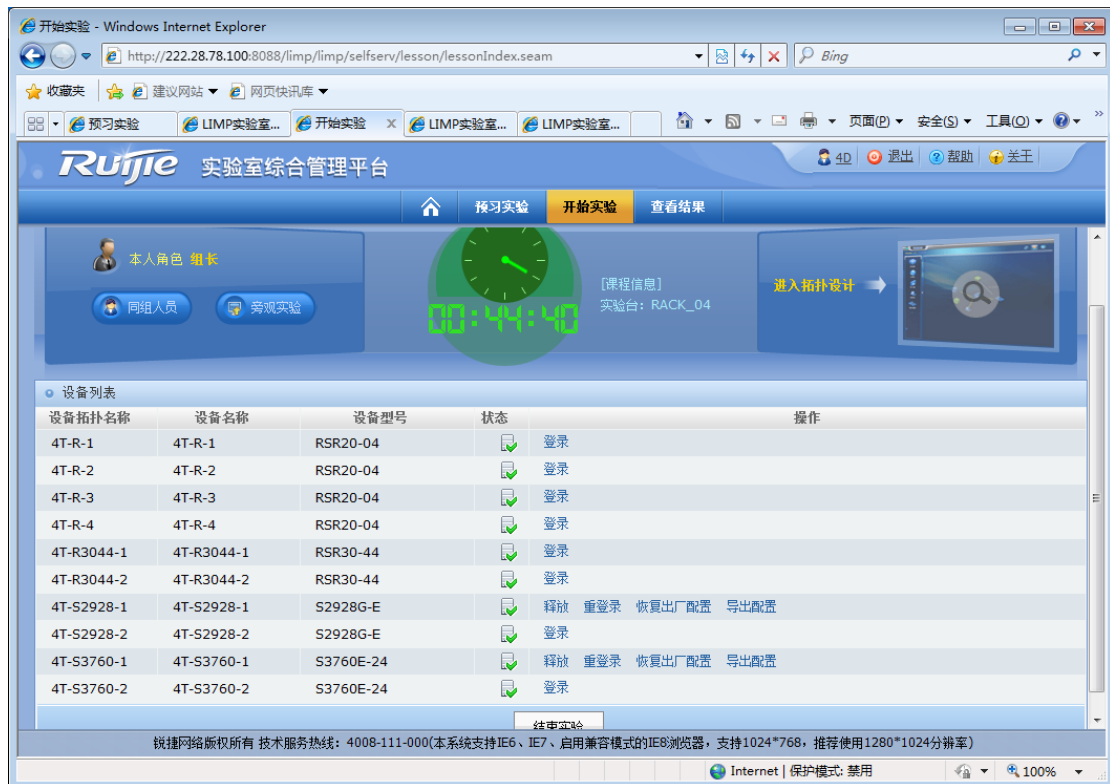 开始实验 - Windows Internet Explorer
http://222.28.78.100:8088/limp/limp/selfserv/lesson/lessonIndex.seam Bing
收藏夹 建议网站 网页快讯库
预习实验 LIMP实验室... 开始实验 X LIMP实验室... LIMP实验室... 页面(P) 安全(S) 工具(O) »
Ruijie 实验室综合管理平台 4D 退出 帮助 关于
预习实验 开始实验 查看结果
本人角色 组长
[课程信息]
进入拓扑设计
同组人员 旁观实验
00:44:40
实验台: RACK_04
设备列表
设备拓扑名称 设备名称 设备型号 状态 操作
4T-R-1 4T-R-1 RSR20-04 登录
4T-R-2 4T-R-2 RSR20-04 登录
4T-R-3 4T-R-3 RSR20-04 登录
4T-R-4 4T-R-4 RSR20-04 登录
4T-R3044-1 4T-R3044-1 RSR30-44 登录
4T-R3044-2 4T-R3044-2 RSR30-44 登录
4T-S2928-1 4T-S2928-1 S2928G-E 释放 重登录 恢复出厂配置 导出配置
4T-S2928-2 4T-S2928-2 S2928G-E 登录
4T-S3760-1 4T-S3760-1 S3760E-24 释放 重登录 恢复出厂配置 导出配置
4T-S3760-2 4T-S3760-2 S3760E-24 登录
结束实验
锐捷网络版权所有 技术服务热线：4008-111-000(本系统支持IE6、IE7、启用兼容模式的IE8浏览器，支持1024*768，推荐使用1280*1024分辨率)
Internet | 保护模式: 禁用 100%